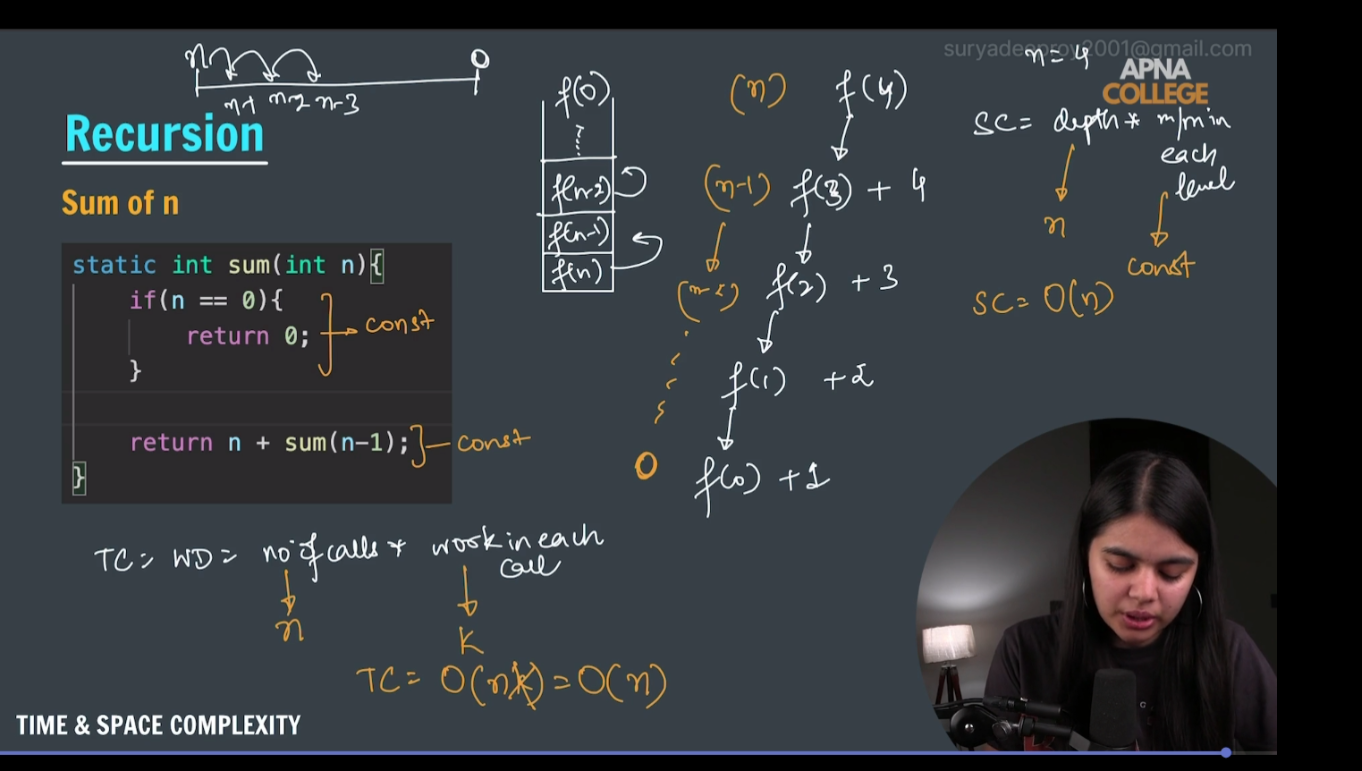 suryadeeproy2001@gmail.com
APNA
COLLEGE
n
0
n-1 n-2 n-3
Recursion
Sum of n
static int sum(int n){
if(n == 0){
return 0;
}
const
return n + sum(n-1);
const
}
f(0)
f(n-2)
f(n-1)
f(n)
(n) f(4)
(n-1) f(3) + 4
(n-2) f(2) + 3
f(1) +2
0 f(0) +1
n=4
SC= depth* m/m in
each
level
n
const
SC= O(n)
TC= WD= no of calls * work in each
call
n
k
TC= O(n*k)=O(n)
TIME & SPACE COMPLEXITY